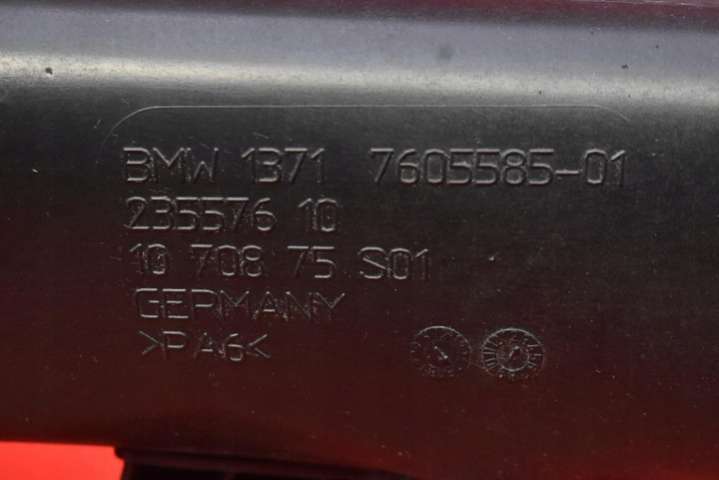 BMW 1371 7605585-01
235576 10
10 708 75 S01
GERMANY
>PA6<